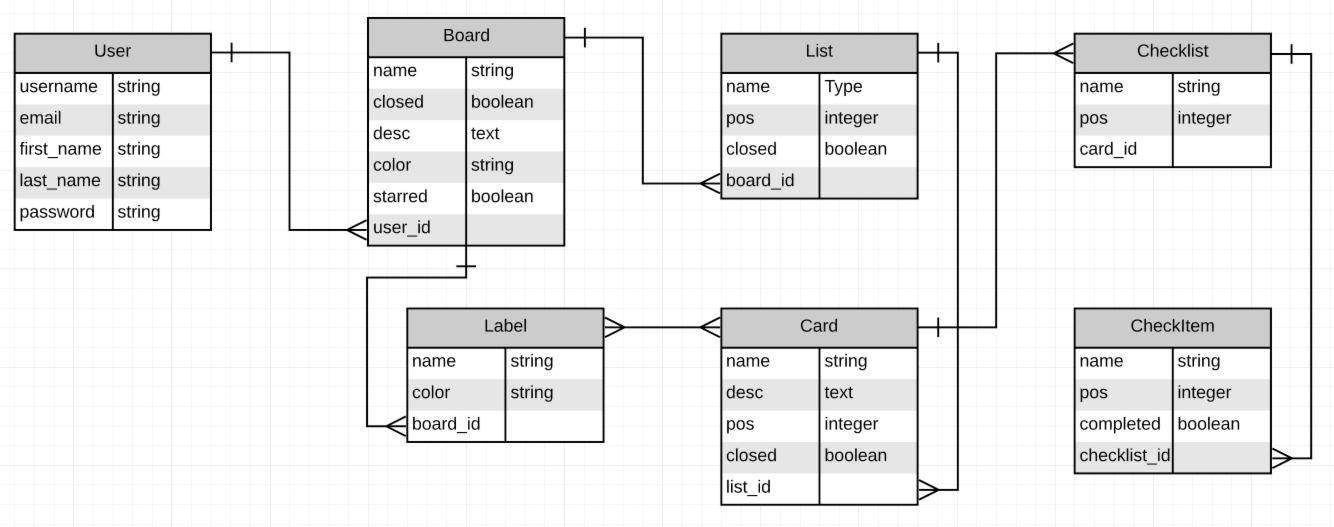 User
username string
email string
first_name string
last_name string
password string
Board
name string
closed boolean
desc text
color string
starred boolean
user_id
List
name Type
pos integer
closed boolean
board_id
Checklist
name string
pos integer
card_id
Label
name string
color string
board_id
Card
name string
desc text
pos integer
closed boolean
list_id
CheckItem
name string
pos integer
completed boolean
checklist_id